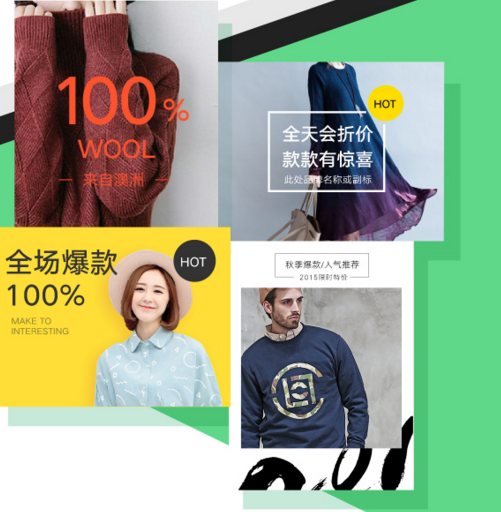 100%
WOOL
来自澳洲
HOT
全天会折价
款款有惊喜
此处品牌名称或副标
全场爆款
100%
HOT
MAKE TO
INTERESTING
秋季爆款/人气推荐
2015限时特价